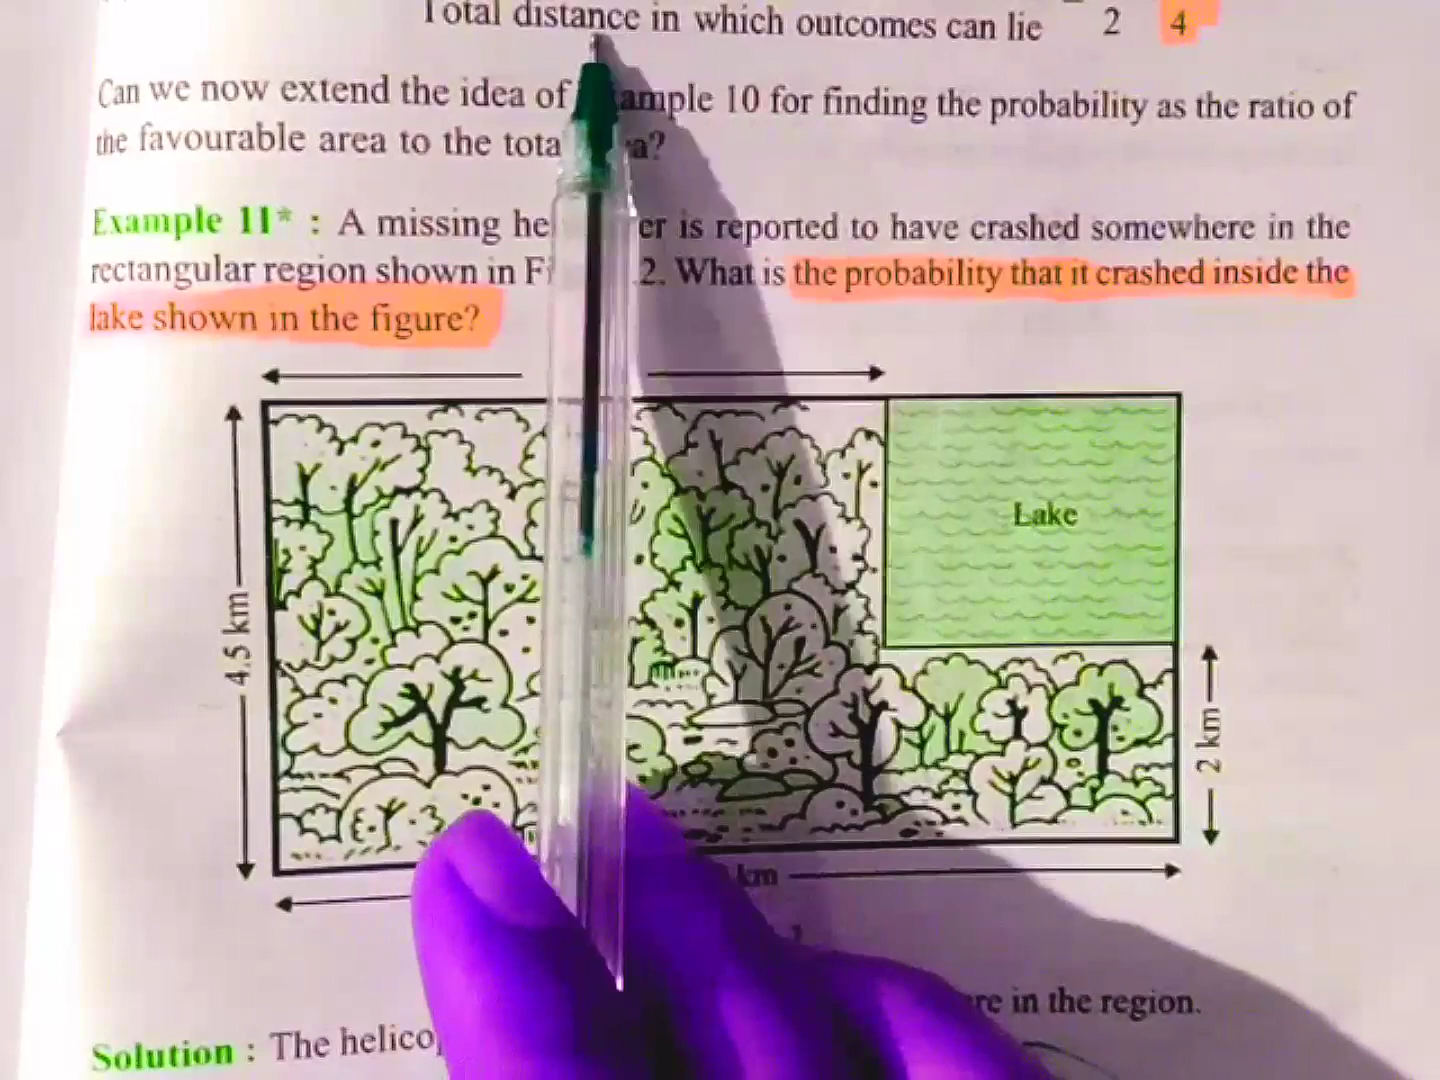 Total distance in which outcomes can lie 2 4
Can we now extend the idea of ample 10 for finding the probability as the ratio of
the favourable area to the tota a?
Example 11* : A missing he er is reported to have crashed somewhere in the
rectangular region shown in Fi .2. What is the probability that it crashed inside the
lake shown in the figure?
Lake
4.5 km
2 km
km
re in the region.
Solution : The helico